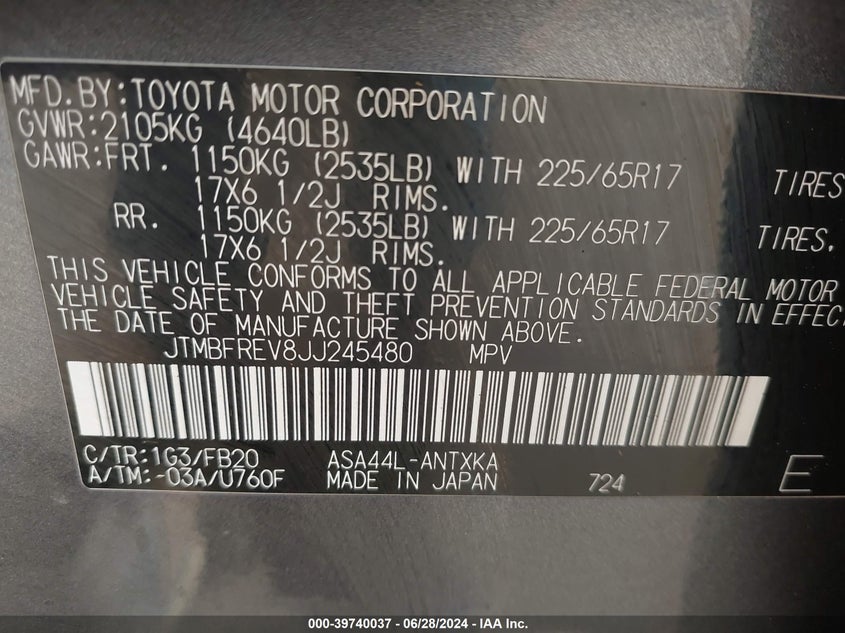 MFD.BY:TOYOTA MOTOR CORPORATION
GVWR:2105KG (4640LB)
GAWR:FRT. 1150KG (2535LB) WITH 225/65R17 TIRES
17X6 1/2J RIMS.
RR. 1150KG (2535LB) WITH 225/65R17 TIRES.
17X6 1/2J RIMS.
THIS VEHICLE CONFORMS TO ALL APPLICABLE FEDERAL MOTOR
VEHICLE SAFETY AND THEFT PREVENTION STANDARDS IN EFFEC
THE DATE OF MANUFACTURE SHOWN ABOVE.
JTMBFREV8JJ245480 MPV
C/TR:1G3/FB20 ASA44L-ANTXKA
A/TM:-03A/U760F MADE IN JAPAN 724 E
000-39740037 - 06/28/2024 - IAA Inc.